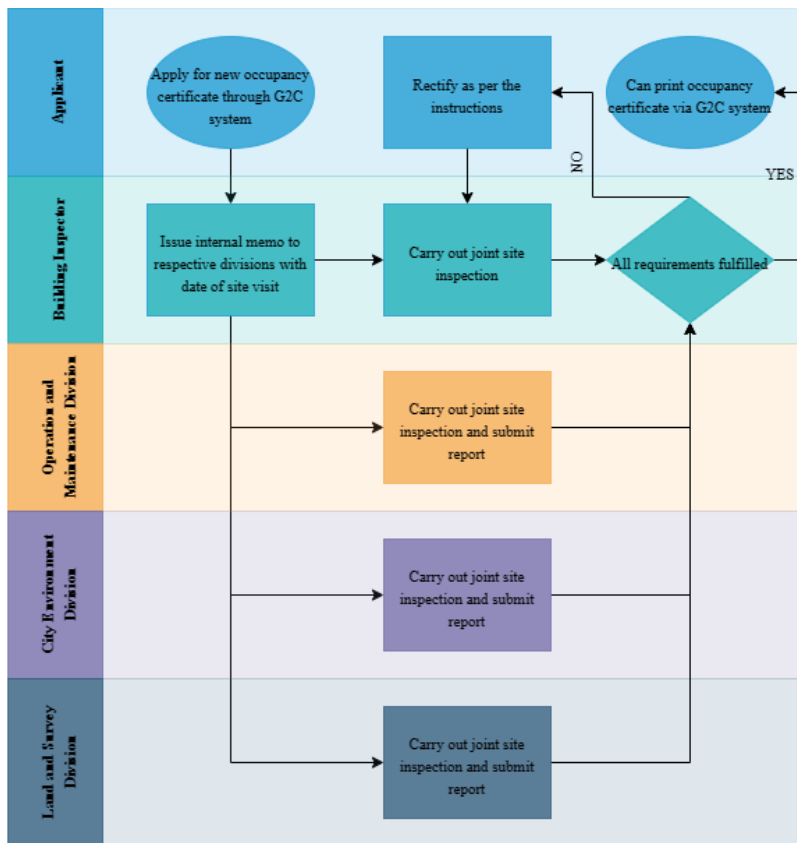 Applicant
Apply for new occupancy
certificate through G2C
system
Rectify as per the
instructions
Can print occupancy
certificate via G2C system
NO
YES
Building Inspector
Issue internal memo to
respective divisions with
date of site visit
Carry out joint site
inspection
All requirements fulfilled
Operation and
Maintenance Division
Carry out joint site
inspection and submit
report
City Environment
Division
Carry out joint site
inspection and submit
report
Land and Survey
Division
Carry out joint site
inspection and submit
report